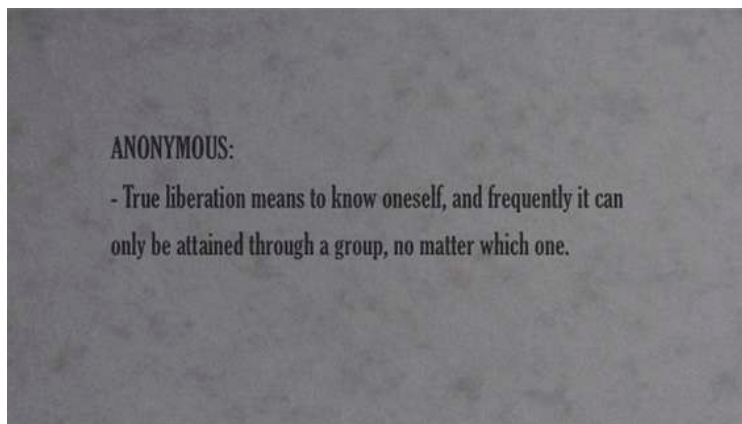 ANONYMOUS:
- True liberation means to know oneself, and frequently it can
only be attained through a group, no matter which one.